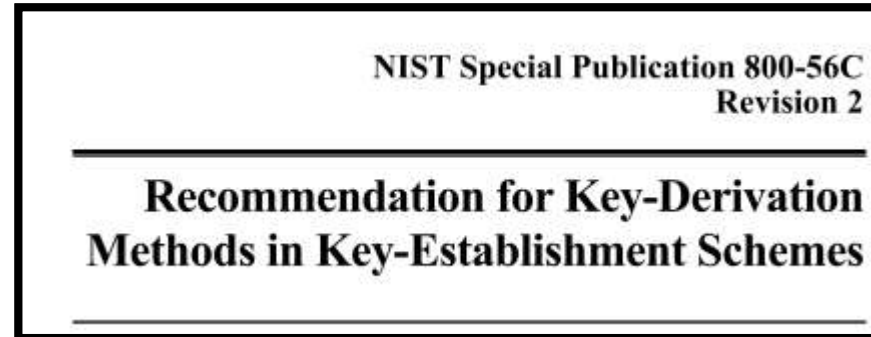 NIST Special Publication 800-56C
Revision 2
Recommendation for Key-Derivation
Methods in Key-Establishment Schemes